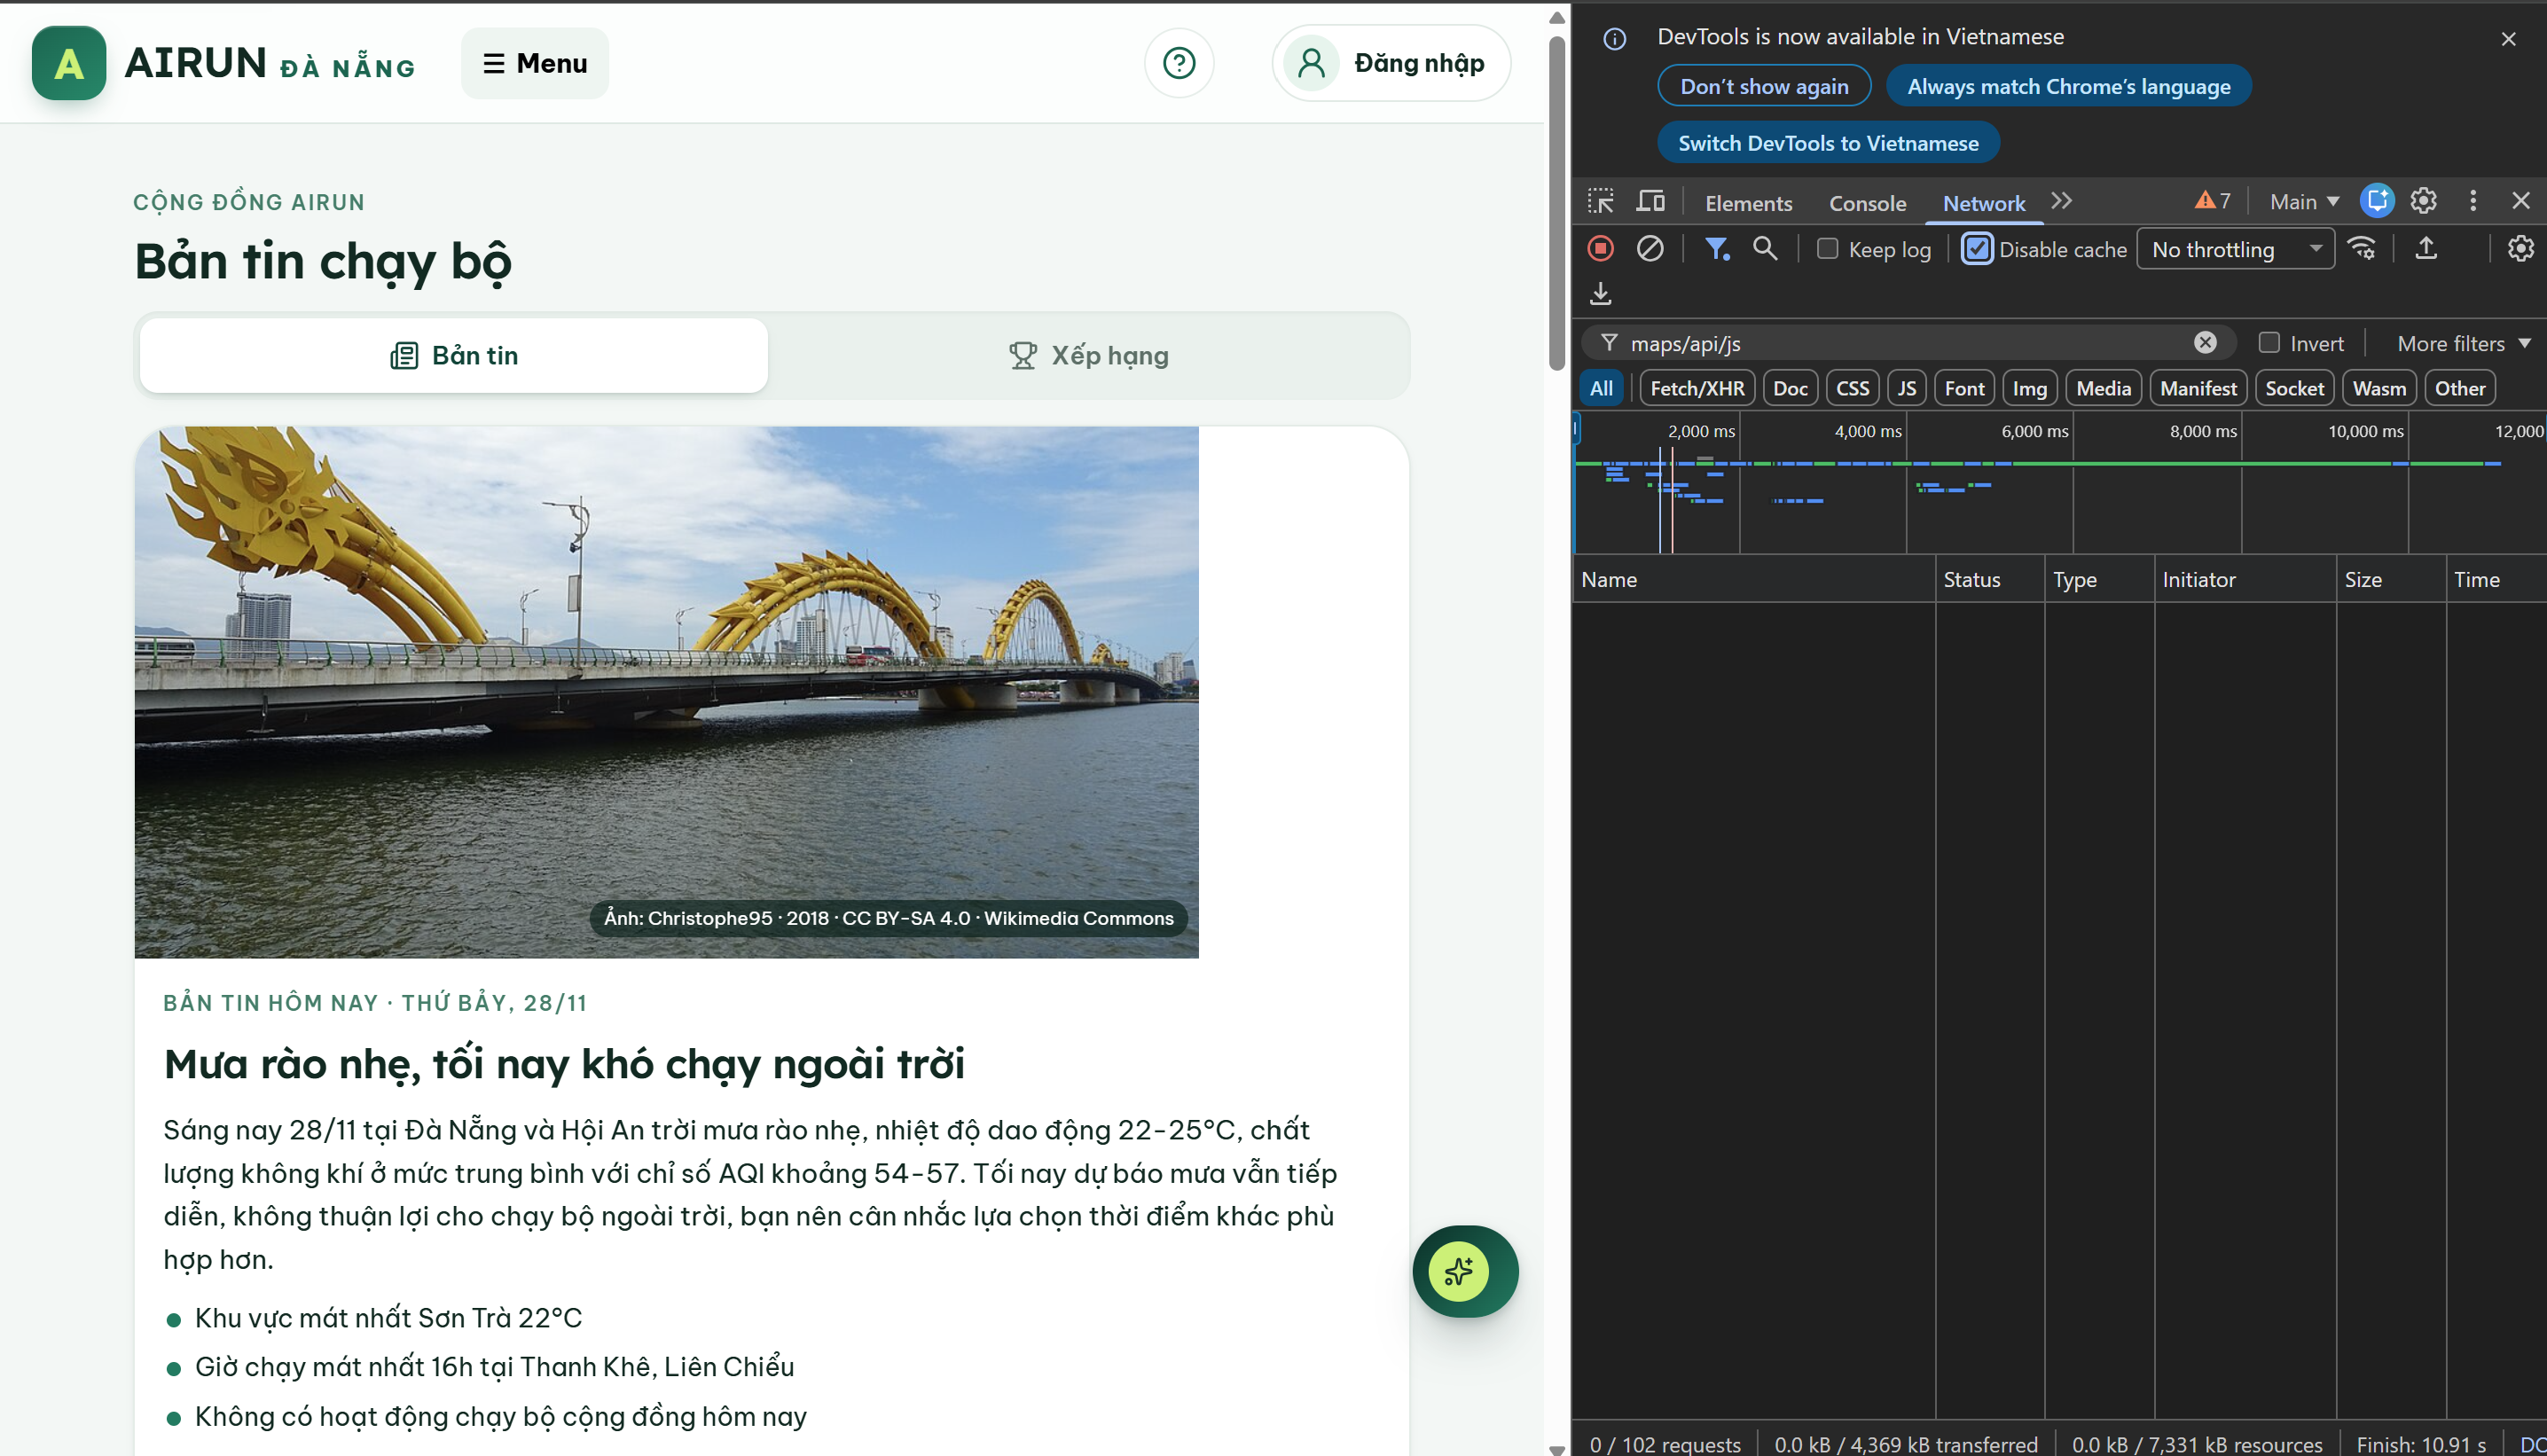 A AIRUN ĐÀ NẴNG
Menu
Đăng nhập
CỘNG ĐỒNG AIRUN
Bản tin chạy bộ
Bản tin
Xếp hạng
Ảnh: Christophe95 · 2018 · CC BY-SA 4.0 · Wikimedia Commons
BẢN TIN HÔM NAY · THỨ BẢY, 28/11
Mưa rào nhẹ, tối nay khó chạy ngoài trời
Sáng nay 28/11 tại Đà Nẵng và Hội An trời mưa rào nhẹ, nhiệt độ dao động 22-25°C, chất
lượng không khí ở mức trung bình với chỉ số AQI khoảng 54-57. Tối nay dự báo mưa vẫn tiếp
diễn, không thuận lợi cho chạy bộ ngoài trời, bạn nên cân nhắc lựa chọn thời điểm khác phù
hợp hơn.
Khu vực mát nhất Sơn Trà 22°C
Giờ chạy mát nhất 16h tại Thanh Khê, Liên Chiểu
Không có hoạt động chạy bộ cộng đồng hôm nay
DevTools is now available in Vietnamese
Don't show again
Always match Chrome's language
Switch DevTools to Vietnamese
Elements
Console
Network
7
Main
Keep log
Disable cache
No throttling
maps/api/js
Invert
More filters
All
Fetch/XHR
Doc
CSS
JS
Font
Img
Media
Manifest
Socket
Wasm
Other
2,000 ms
4,000 ms
6,000 ms
8,000 ms
10,000 ms
12,000
Name
Status
Type
Initiator
Size
Time
0 / 102 requests
0.0 kB / 4,369 kB transferred
0.0 kB / 7,331 kB resources
Finish: 10.91 s
DO